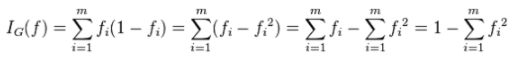 I_G(f) = \sum_{i=1}^{m} f_i(1 - f_i) = \sum_{i=1}^{m} (f_i - f_i^2) = \sum_{i=1}^{m} f_i - \sum_{i=1}^{m} f_i^2 = 1 - \sum_{i=1}^{m} f_i^2